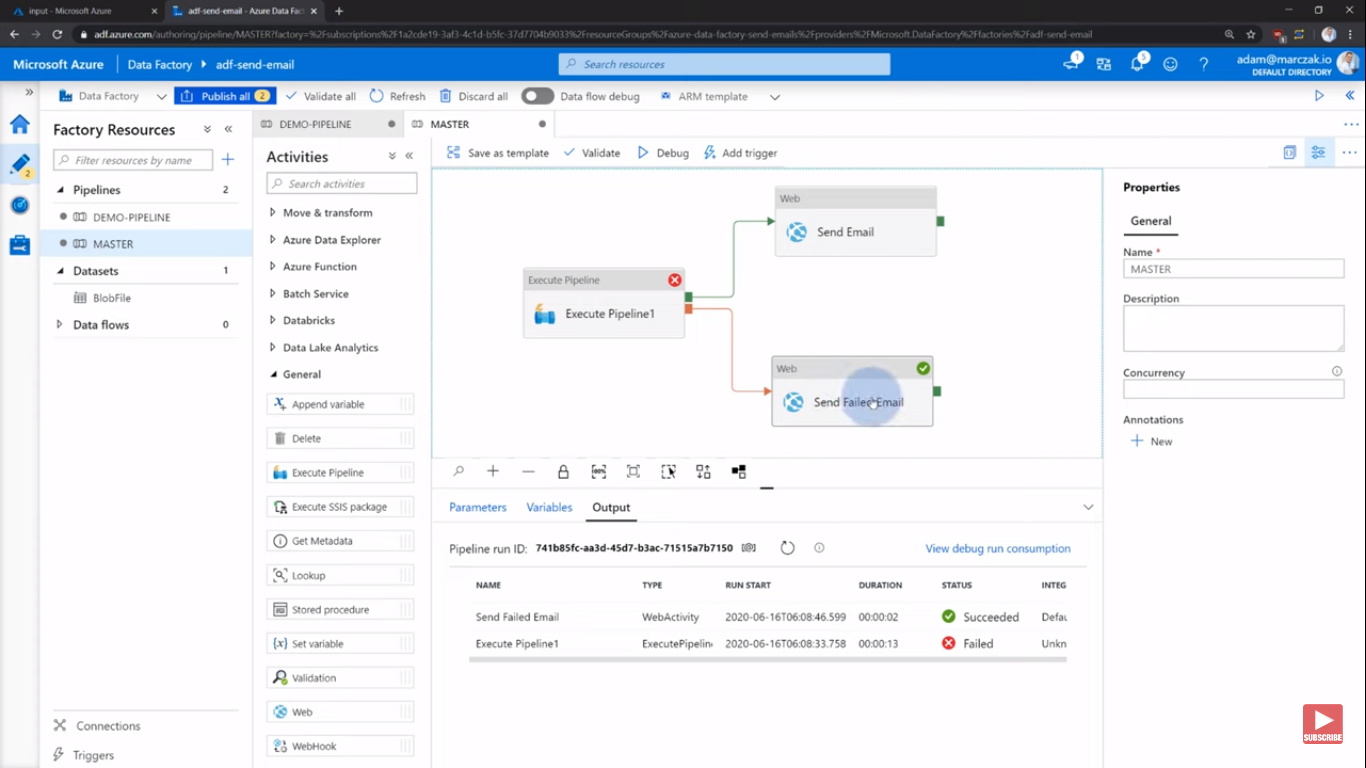 input - Microsoft Azure
adf-send-email - Azure Data Fact
adf.azure.com/authoring/pipeline/MASTER?factory=%2Fsubscriptions%2F1a2cde19-3af3-4c1d-b5fc-37d7704b9033%2FresourceGroups%2Fazure-data-factory-send-emails%2Fproviders%2FMicrosoft.DataFactory%2Ffactories%2Fadf-send-email
Microsoft Azure
Data Factory
adf-send-email
Search resources
1
5
adam@marczak.io
DEFAULT DIRECTORY
Data Factory
Publish all 2
Validate all
Refresh
Discard all
Data flow debug
ARM template
2
Factory Resources
Filter resources by name
Pipelines 2
DEMO-PIPELINE
MASTER
Datasets 1
BlobFile
Data flows 0
Connections
Triggers
DEMO-PIPELINE
MASTER
Activities
Search activities
Move & transform
Azure Data Explorer
Azure Function
Batch Service
Databricks
Data Lake Analytics
General
Append variable
Delete
Execute Pipeline
Execute SSIS package
Get Metadata
Lookup
Stored procedure
Set variable
Validation
Web
WebHook
Save as template
Validate
Debug
Add trigger
Web
Send Email
Execute Pipeline
Execute Pipeline1
Web
Send Failed Email
100%
Parameters
Variables
Output
Pipeline run ID: 741b85fc-aa3d-45d7-b3ac-71515a7b7150
View debug run consumption
NAME TYPE RUN START DURATION STATUS INTEG
Send Failed Email WebActivity 2020-06-16T06:08:46.599 00:00:02 Succeeded Defau
Execute Pipeline1 ExecutePipelin 2020-06-16T06:08:33.758 00:00:13 Failed Unkn
Properties
General
Name *
MASTER
Description
Concurrency
Annotations
New
SUBSCRIBE